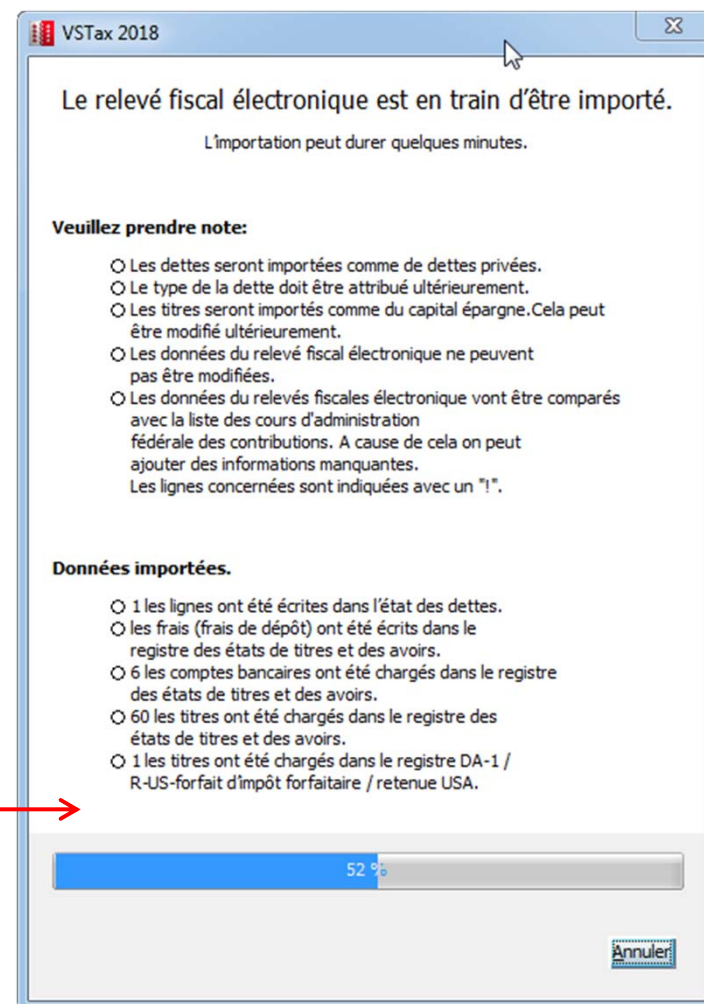 VSTax 2018
Le relevé fiscal électronique est en train d'être importé.
L'importation peut durer quelques minutes.
Veuillez prendre note:
Les dettes seront importées comme de dettes privées.
Le type de la dette doit être attribué ultérieurement.
Les titres seront importés comme du capital épargne.Cela peut
être modifié ultérieurement.
Les données du relevé fiscal électronique ne peuvent
pas être modifiées.
Les données du relevés fiscales électronique vont être comparés
avec la liste des cours d'administration
fédérale des contributions. A cause de cela on peut
ajouter des informations manquantes.
Les lignes concernées sont indiquées avec un "!".
Données importées.
1 les lignes ont été écrites dans l'état des dettes.
les frais (frais de dépôt) ont été écrits dans le
registre des états de titres et des avoirs.
6 les comptes bancaires ont été chargés dans le registre
des états de titres et des avoirs.
60 les titres ont été chargés dans le registre des
états de titres et des avoirs.
1 les titres ont été chargés dans le registre DA-1 /
R-US-forfait d'impôt forfaitaire / retenue USA.
52 %
Annuler